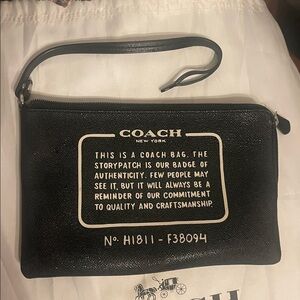 COACH
NEW YORK
THIS IS A COACH BAG. THE
STORYPATCH IS OUR BADGE OF
AUTHENTICITY. FEW PEOPLE MAY
SEE IT, BUT IT WILL ALWAYS BE A
REMINDER OF OUR COMMITMENT
TO QUALITY AND CRAFTSMANSHIP.
Nº H1811 - F38094